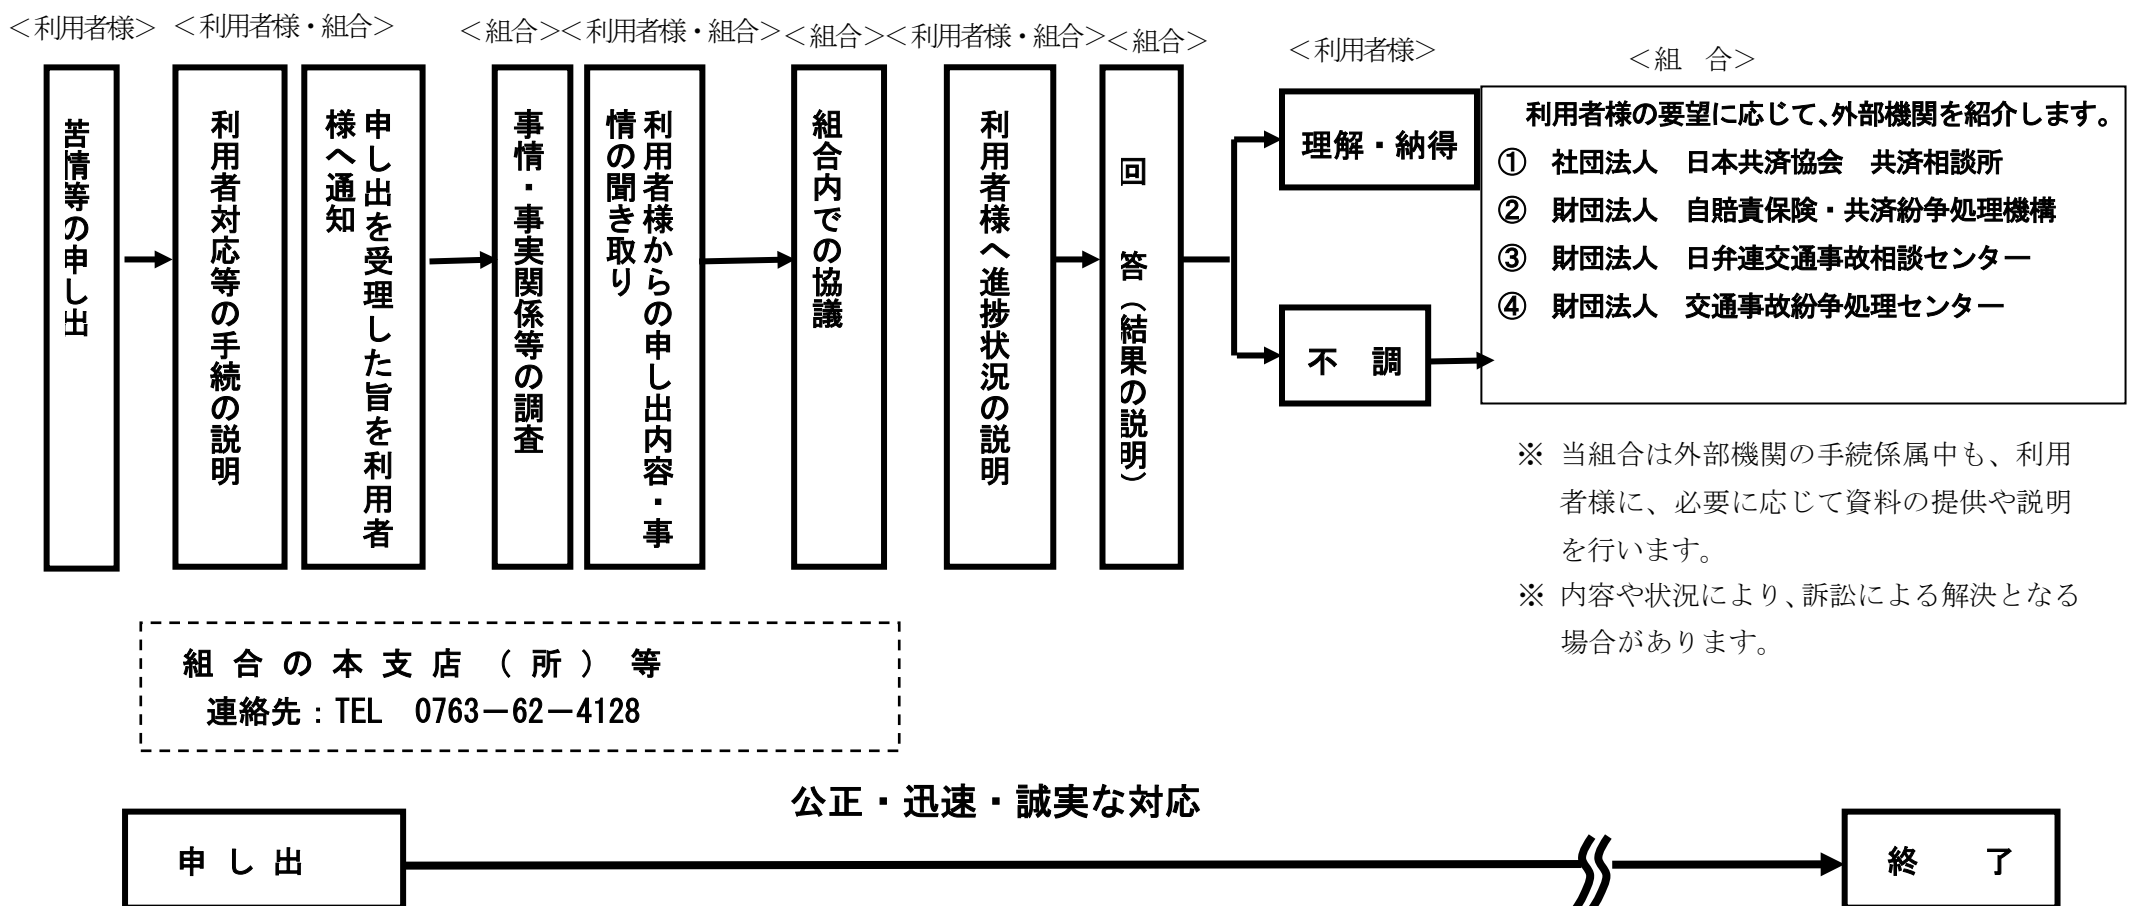 ＜利用者様＞
＜利用者様・組合＞
＜組合＞
＜利用者様・組合＞
＜組合＞
＜利用者様・組合＞
＜組合＞
＜利用者様＞
＜組　合＞
苦情等の申し出
利用者対応等の手続の説明
申し出を受理した旨を利用者
様へ通知
事情・事実関係等の調査
利用者様からの申し出内容・事
情の聞き取り
組合内での協議
利用者様へ進捗状況の説明
回　答（結果の説明）
理解・納得
不　調
利用者様の要望に応じて、外部機関を紹介します。
①　社団法人　日本共済協会　共済相談所
②　財団法人　自賠責保険・共済紛争処理機構
③　財団法人　日弁連交通事故相談センター
④　財団法人　交通事故紛争処理センター
※ 当組合は外部機関の手続係属中も、利用
者様に、必要に応じて資料の提供や説明
を行います。
※ 内容や状況により、訴訟による解決となる
場合があります。
組合の本支店（所）等
連絡先：TEL　0763－62－4128
公正・迅速・誠実な対応
申し出
終　了